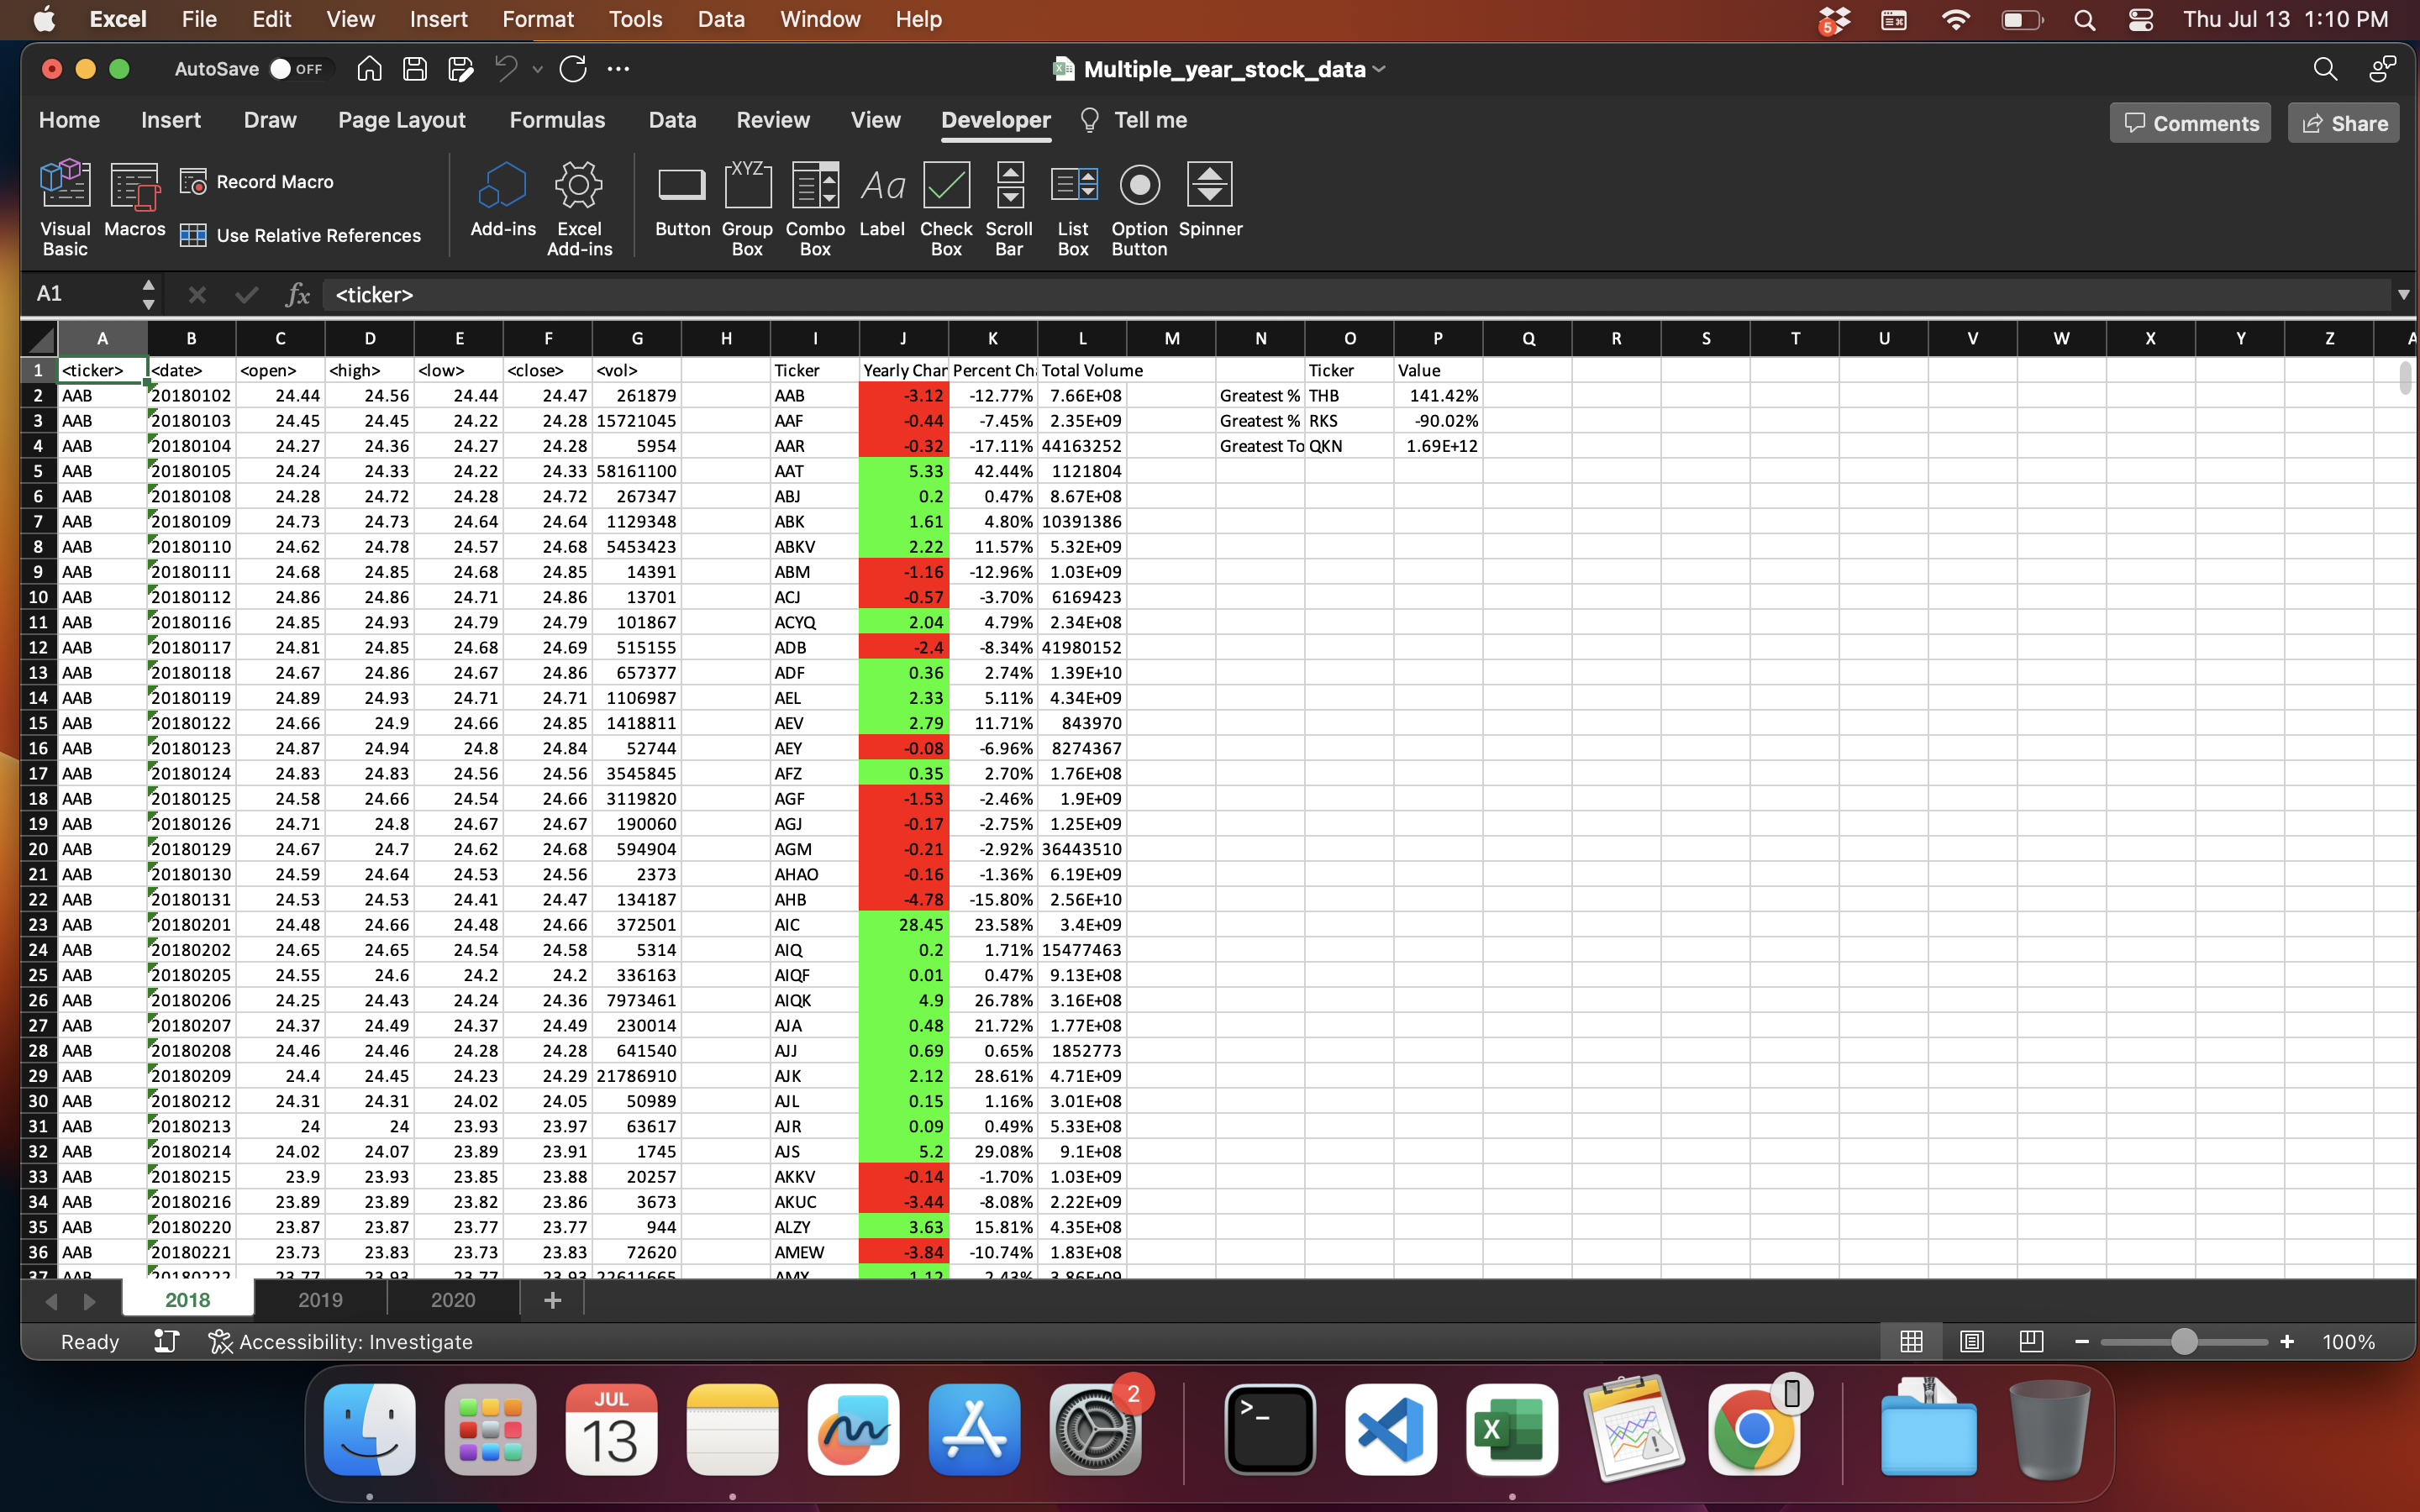 Excel File Edit View Insert Format Tools Data Window Help 5 Thu Jul 13 1:10 PM
AutoSave OFF Multiple_year_stock_data
Home Insert Draw Page Layout Formulas Data Review View Developer Tell me Comments Share
Visual Basic Macros Record Macro Use Relative References Add-ins Excel Add-ins Button XYZ Group Box Combo Box Aa Label Check Box Scroll Bar List Box Option Button Spinner
A1 fx <ticker>
A B C D E F G H I J K L M N O P Q R S T U V W X Y Z A
1 <ticker> <date> <open> <high> <low> <close> <vol> Ticker Yearly Char Percent Ch Total Volume Ticker Value
2 AAB 20180102 24.44 24.56 24.44 24.47 261879 AAB -3.12 -12.77% 7.66E+08 Greatest % THB 141.42%
3 AAB 20180103 24.45 24.45 24.22 24.28 15721045 AAF -0.44 -7.45% 2.35E+09 Greatest % RKS -90.02%
4 AAB 20180104 24.27 24.36 24.27 24.28 5954 AAR -0.32 -17.11% 44163252 Greatest To QKN 1.69E+12
5 AAB 20180105 24.24 24.33 24.22 24.33 58161100 AAT 5.33 42.44% 1121804
6 AAB 20180108 24.28 24.72 24.28 24.72 267347 ABJ 0.2 0.47% 8.67E+08
7 AAB 20180109 24.73 24.73 24.64 24.64 1129348 ABK 1.61 4.80% 10391386
8 AAB 20180110 24.62 24.78 24.57 24.68 5453423 ABKV 2.22 11.57% 5.32E+09
9 AAB 20180111 24.68 24.85 24.68 24.85 14391 ABM -1.16 -12.96% 1.03E+09
10 AAB 20180112 24.86 24.86 24.71 24.86 13701 ACJ -0.57 -3.70% 6169423
11 AAB 20180116 24.85 24.93 24.79 24.79 101867 ACYQ 2.04 4.79% 2.34E+08
12 AAB 20180117 24.81 24.85 24.68 24.69 515155 ADB -2.4 -8.34% 41980152
13 AAB 20180118 24.67 24.86 24.67 24.86 657377 ADF 0.36 2.74% 1.39E+10
14 AAB 20180119 24.89 24.93 24.71 24.71 1106987 AEL 2.33 5.11% 4.34E+09
15 AAB 20180122 24.66 24.9 24.66 24.85 1418811 AEV 2.79 11.71% 843970
16 AAB 20180123 24.87 24.94 24.8 24.84 52744 AEY -0.08 -6.96% 8274367
17 AAB 20180124 24.83 24.83 24.56 24.56 3545845 AFZ 0.35 2.70% 1.76E+08
18 AAB 20180125 24.58 24.66 24.54 24.66 3119820 AGF -1.53 -2.46% 1.9E+09
19 AAB 20180126 24.71 24.8 24.67 24.67 190060 AGJ -0.17 -2.75% 1.25E+09
20 AAB 20180129 24.67 24.7 24.62 24.68 594904 AGM -0.21 -2.92% 36443510
21 AAB 20180130 24.59 24.64 24.53 24.56 2373 AHAO -0.16 -1.36% 6.19E+09
22 AAB 20180131 24.53 24.53 24.41 24.47 134187 AHB -4.78 -15.80% 2.56E+10
23 AAB 20180201 24.48 24.66 24.48 24.66 372501 AIC 28.45 23.58% 3.4E+09
24 AAB 20180202 24.65 24.65 24.54 24.58 5314 AIQ 0.2 1.71% 15477463
25 AAB 20180205 24.55 24.6 24.2 24.2 336163 AIQF 0.01 0.47% 9.13E+08
26 AAB 20180206 24.25 24.43 24.24 24.36 7973461 AIQK 4.9 26.78% 3.16E+08
27 AAB 20180207 24.37 24.49 24.37 24.49 230014 AJA 0.48 21.72% 1.77E+08
28 AAB 20180208 24.46 24.46 24.28 24.28 641540 AJJ 0.69 0.65% 1852773
29 AAB 20180209 24.4 24.45 24.23 24.29 21786910 AJK 2.12 28.61% 4.71E+09
30 AAB 20180212 24.31 24.31 24.02 24.05 50989 AJL 0.15 1.16% 3.01E+08
31 AAB 20180213 24 24 23.93 23.97 63617 AJR 0.09 0.49% 5.33E+08
32 AAB 20180214 24.02 24.07 23.89 23.91 1745 AJS 5.2 29.08% 9.1E+08
33 AAB 20180215 23.9 23.93 23.85 23.88 20257 AKKV -0.14 -1.70% 1.03E+09
34 AAB 20180216 23.89 23.89 23.82 23.86 3673 AKUC -3.44 -8.08% 2.22E+09
35 AAB 20180220 23.87 23.87 23.77 23.77 944 ALZY 3.63 15.81% 4.35E+08
36 AAB 20180221 23.73 23.83 23.73 23.83 72620 AMEW -3.84 -10.74% 1.83E+08
37 AAB 20180222 23.77 23.93 23.77 23.93 22611665 AMY 1.12 2.43% 3.86E+09
2018 2019 2020
Ready Accessibility: Investigate 100%
JUL
13
2
X